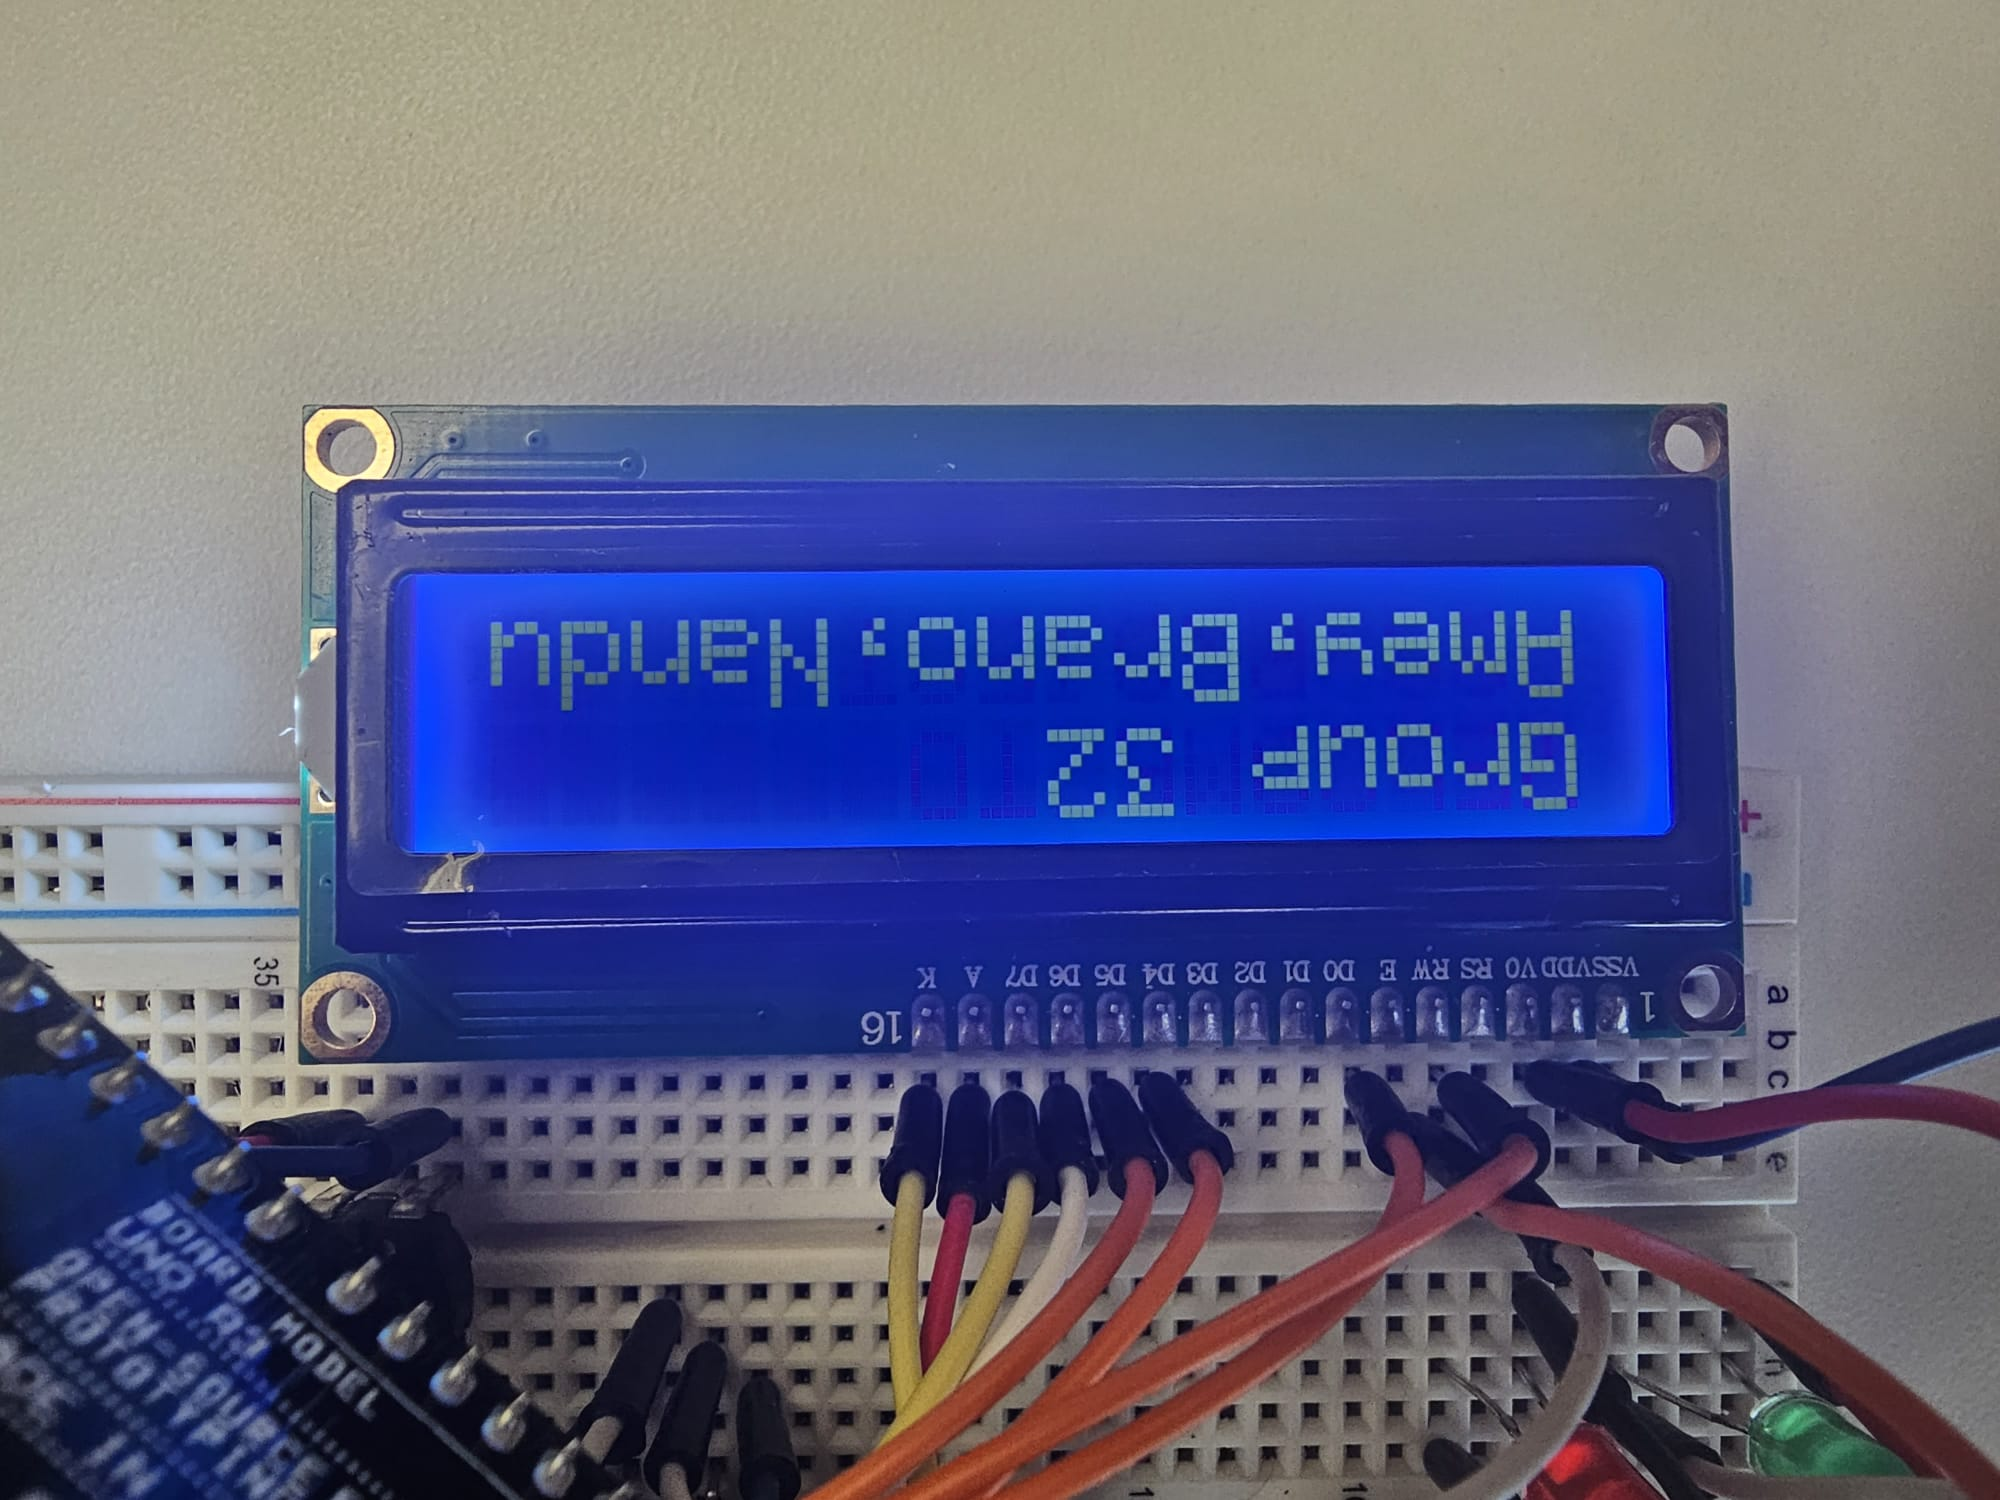 Group 32
Amey,Brano,Nandu
1
VSS VDD V0 RS RW E D0 D1 D2 D3 D4 D5 D6 D7 A K
16
35
a
b
c
e
+
BOARD MODEL
UNO R3
OPEN-SOURCE
PROTOTYPING
IN